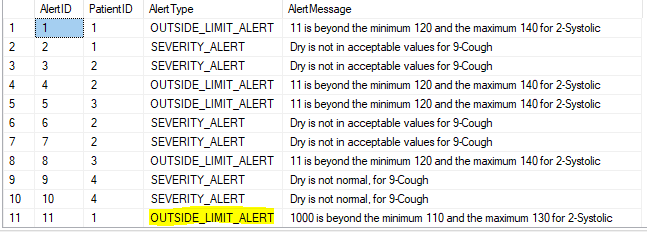 AlertID PatientID AlertType AlertMessage
1 1 1 OUTSIDE_LIMIT_ALERT 11 is beyond the minimum 120 and the maximum 140 for 2-Systolic
2 2 1 SEVERITY_ALERT Dry is not in acceptable values for 9-Cough
3 3 2 SEVERITY_ALERT Dry is not in acceptable values for 9-Cough
4 4 2 OUTSIDE_LIMIT_ALERT 11 is beyond the minimum 120 and the maximum 140 for 2-Systolic
5 5 3 OUTSIDE_LIMIT_ALERT 11 is beyond the minimum 120 and the maximum 140 for 2-Systolic
6 6 2 SEVERITY_ALERT Dry is not in acceptable values for 9-Cough
7 7 2 SEVERITY_ALERT Dry is not in acceptable values for 9-Cough
8 8 3 OUTSIDE_LIMIT_ALERT 11 is beyond the minimum 120 and the maximum 140 for 2-Systolic
9 9 4 SEVERITY_ALERT Dry is not normal, for 9-Cough
10 10 4 SEVERITY_ALERT Dry is not normal, for 9-Cough
11 11 1 OUTSIDE_LIMIT_ALERT 1000 is beyond the minimum 110 and the maximum 130 for 2-Systolic